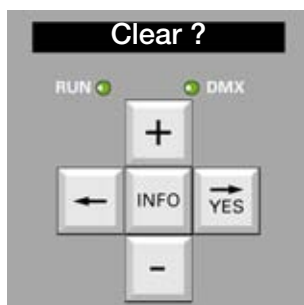 Clear ?
RUN DMX
+
← INFO → YES
-